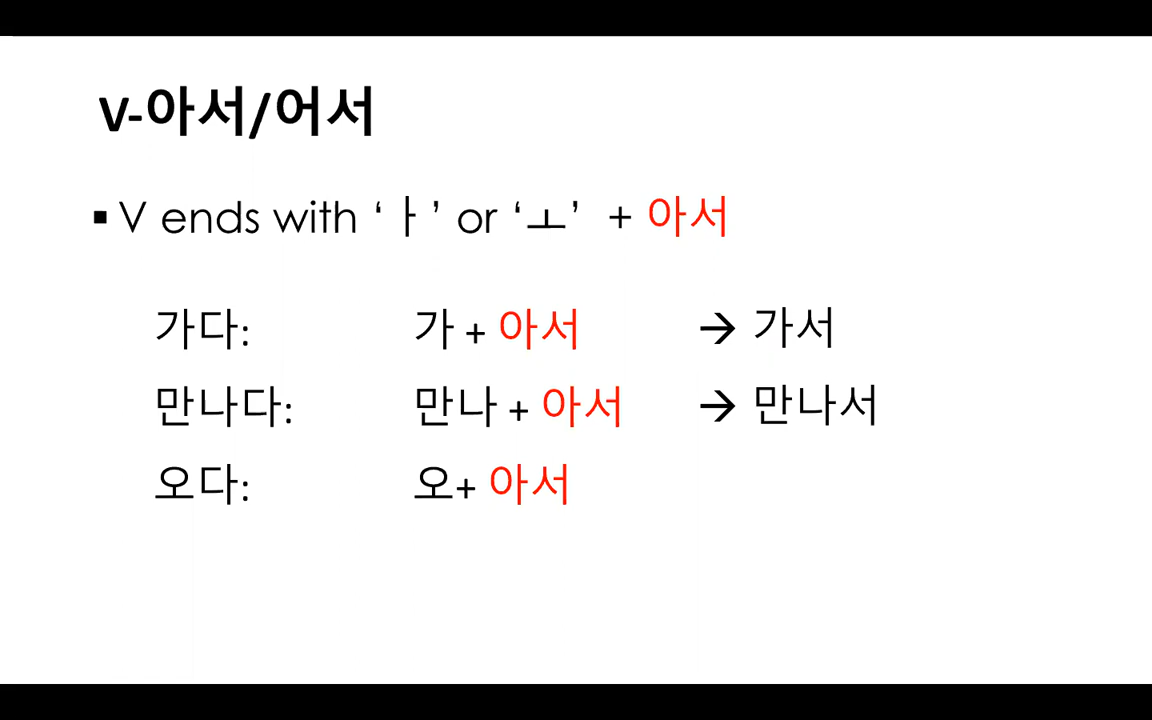 V-아서/어서
▪ V ends with ‘ㅏ’ or ‘ㅗ’ + 아서
가다: 가 + 아서 → 가서
만나다: 만나 + 아서 → 만나서
오다: 오+ 아서